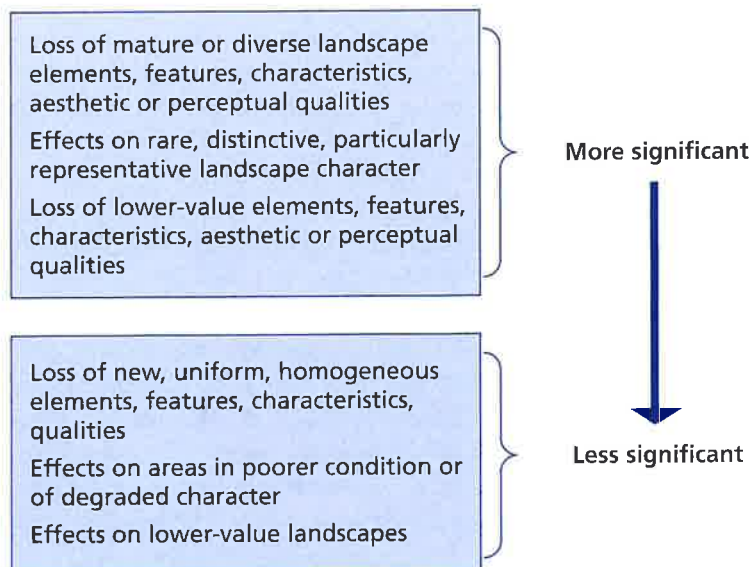 Loss of mature or diverse landscape
elements, features, characteristics,
aesthetic or perceptual qualities
Effects on rare, distinctive, particularly
representative landscape character
Loss of lower-value elements, features,
characteristics, aesthetic or perceptual
qualities
More significant
Loss of new, uniform, homogeneous
elements, features, characteristics,
qualities
Effects on areas in poorer condition or
of degraded character
Effects on lower-value landscapes
Less significant